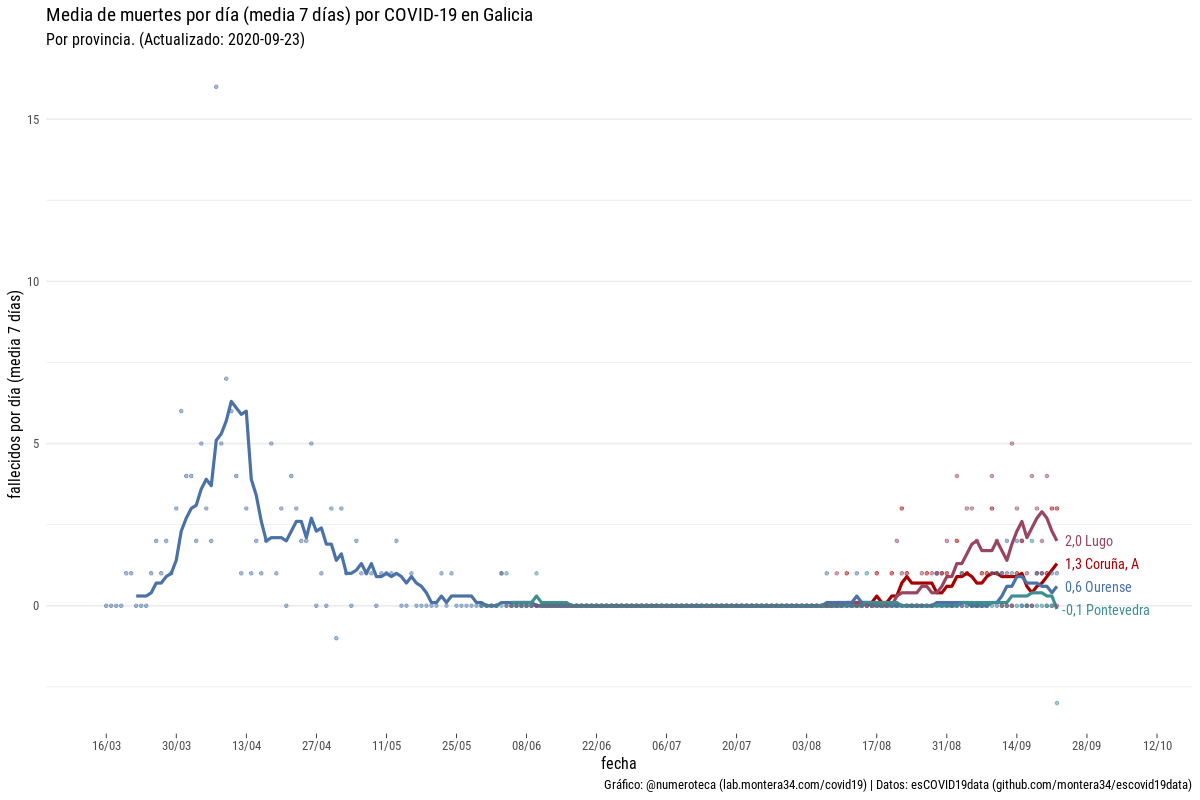 Media de muertes por día (media 7 días) por COVID-19 en Galicia
Por provincia. (Actualizado: 2020-09-23)
fallecidos por día (media 7 días)
15
10
5
0
2,0 Lugo
1,3 Coruña, A
0,6 Ourense
-0,1 Pontevedra
16/03 30/03 13/04 27/04 11/05 25/05 08/06 22/06 06/07 20/07 03/08 17/08 31/08 14/09 28/09 12/10
fecha
Gráfico: @numeroteca (lab.montera34.com/covid19) | Datos: esCOVID19data (github.com/montera34/escovid19data)